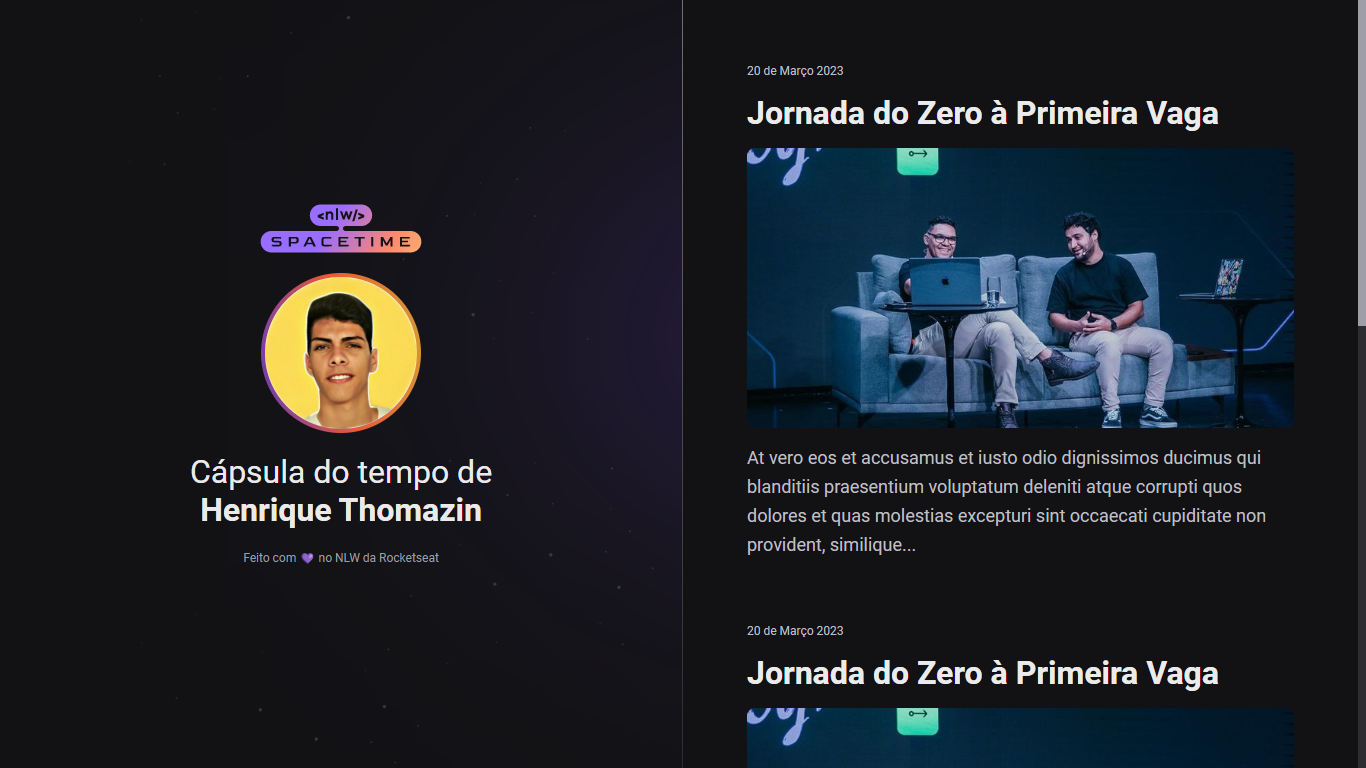 <nlw/>
SPACETIME
Cápsula do tempo de
Henrique Thomazin
Feito com 💜 no NLW da Rocketseat
20 de Março 2023
Jornada do Zero à Primeira Vaga
At vero eos et accusamus et iusto odio dignissimos ducimus qui
blanditiis praesentium voluptatum deleniti atque corrupti quos
dolores et quas molestias excepturi sint occaecati cupiditate non
provident, similique...
20 de Março 2023
Jornada do Zero à Primeira Vaga